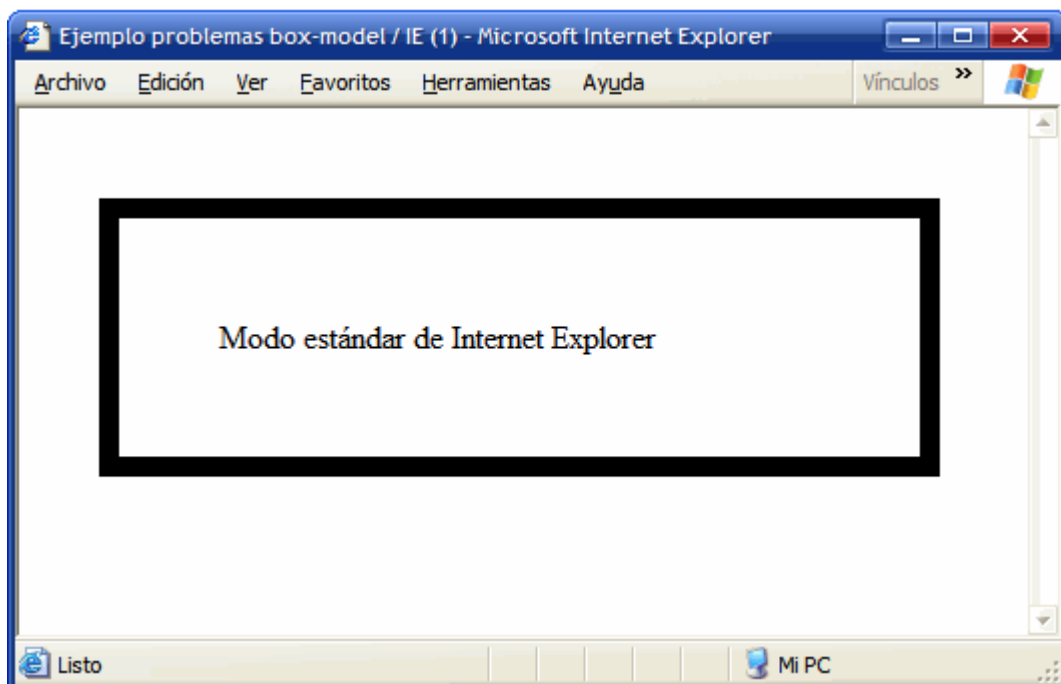 Ejemplo problemas box-model / IE (1) - Microsoft Internet Explorer
Archivo Edición Ver Favoritos Herramientas Ayuda Vínculos »
Modo estándar de Internet Explorer
Listo Mi PC